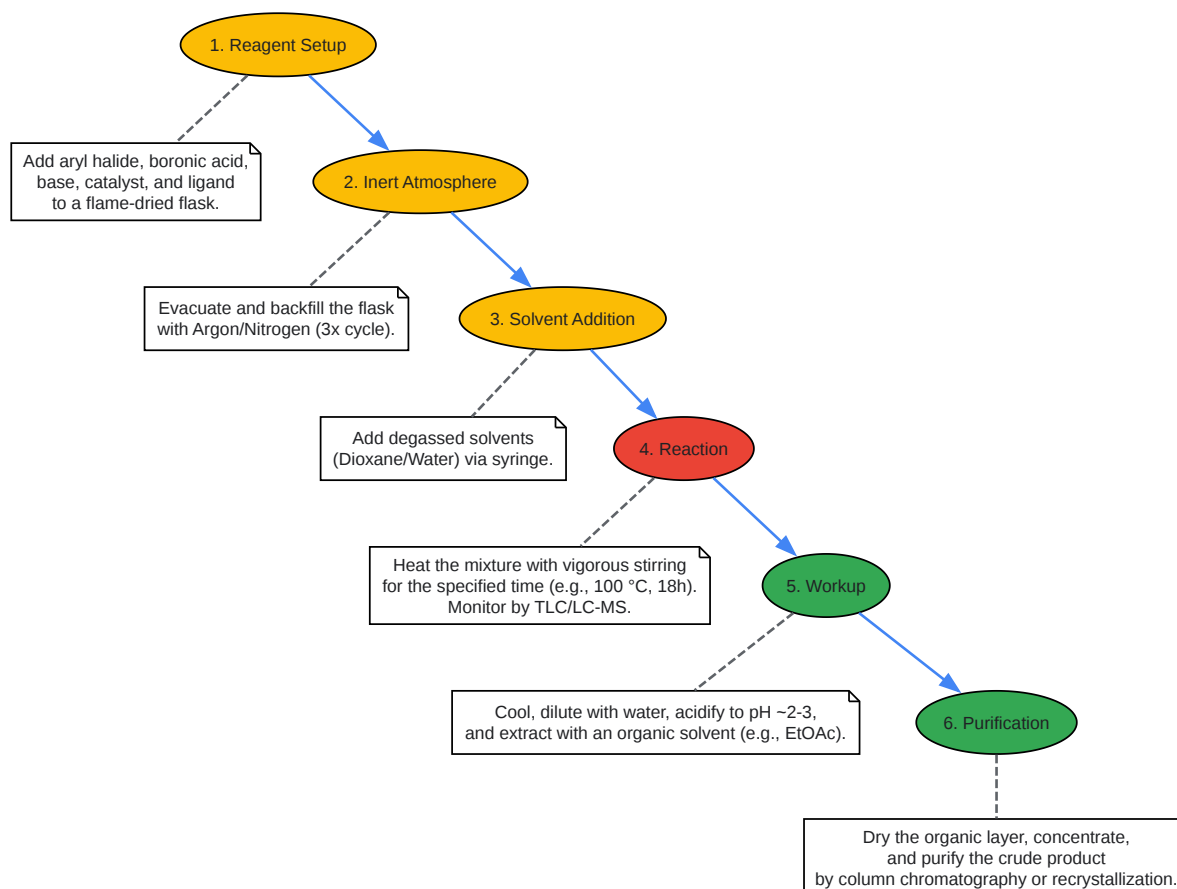 1. Reagent Setup
Add aryl halide, boronic acid,
base, catalyst, and ligand
to a flame-dried flask.
2. Inert Atmosphere
Evacuate and backfill the flask
with Argon/Nitrogen (3x cycle).
3. Solvent Addition
Add degassed solvents
(Dioxane/Water) via syringe.
4. Reaction
Heat the mixture with vigorous stirring
for the specified time (e.g., 100 °C, 18h).
Monitor by TLC/LC-MS.
5. Workup
Cool, dilute with water, acidify to pH ~2-3,
and extract with an organic solvent (e.g., EtOAc).
6. Purification
Dry the organic layer, concentrate,
and purify the crude product
by column chromatography or recrystallization.